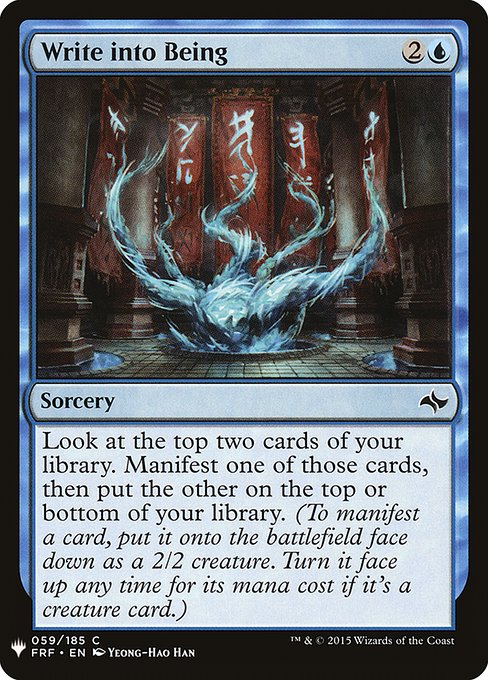 Write into Being 2
Sorcery
Look at the top two cards of your
library. Manifest one of those cards,
then put the other on the top or
bottom of your library. (To manifest
a card, put it onto the battlefield face
down as a 2/2 creature. Turn it face
up any time for its mana cost if it's a
creature card.)
059/185 C
FRF • EN Yeong-Hao Han
™ & © 2015 Wizards of the Coast